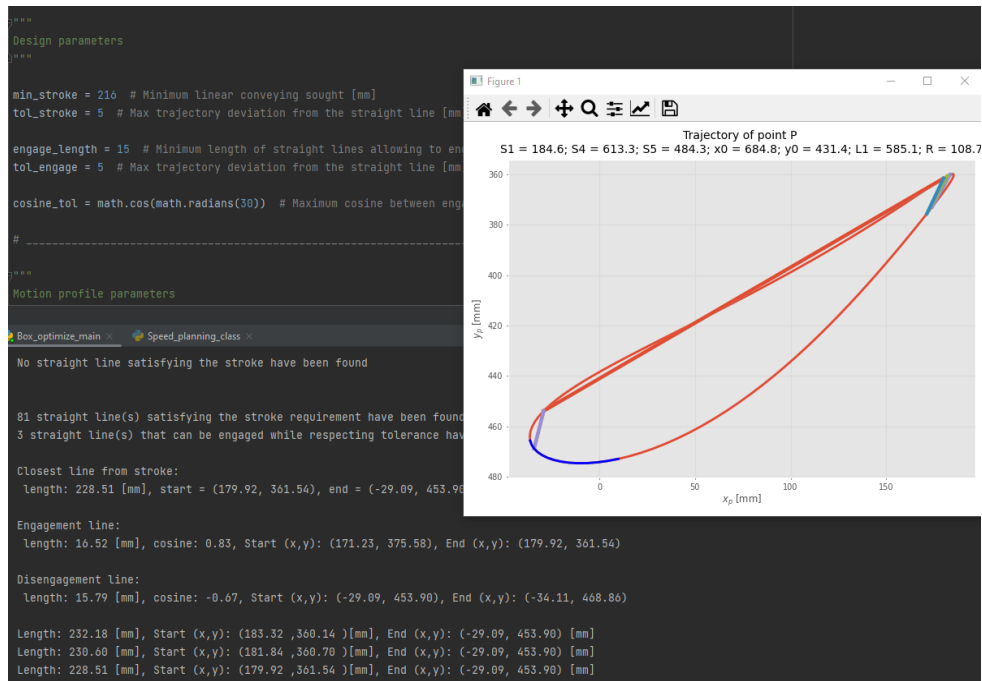 """
Design parameters
"""
min_stroke = 216  # Minimum linear conveying sought [mm]
tol_stroke = 5  # Max trajectory deviation from the straight line [mm
engage_length = 15  # Minimum length of straight lines allowing to
tol_engage = 5  # Max trajectory deviation from the straight line [mm
cosine_tol = math.cos(math.radians(30))  # Maximum cosine between
"""
Motion profile parameters
Figure 1
Trajectory of point P
S1 = 184.6; S4 = 613.3; S5 = 484.3; x0 = 684.8; y0 = 431.4; L1 = 585.1; R = 108.7
360
380
400
420
440
460
480
yₚ [mm]
0
50
100
150
xₚ [mm]
Box_optimize_main
Speed_planning_class
No straight line satisfying the stroke have been found
81 straight line(s) satisfying the stroke requirement have been found
3 straight line(s) that can be engaged while respecting tolerance
Closest line from stroke:
length: 228.51 [mm], start = (179.92, 361.54), end = (-29.09, 453.90
Engagement line:
length: 16.52 [mm], cosine: 0.83, Start (x,y): (171.23, 375.58), End (x,y): (179.92, 361.54)
Disengagement line:
length: 15.79 [mm], cosine: -0.67, Start (x,y): (-29.09, 453.90), End (x,y): (-34.11, 468.86)
Length: 232.18 [mm], Start (x,y): (183.32 ,360.14 )[mm], End (x,y): (-29.09, 453.90) [mm]
Length: 230.60 [mm], Start (x,y): (181.84 ,360.70 )[mm], End (x,y): (-29.09, 453.90) [mm]
Length: 228.51 [mm], Start (x,y): (179.92 ,361.54 )[mm], End (x,y): (-29.09, 453.90) [mm]